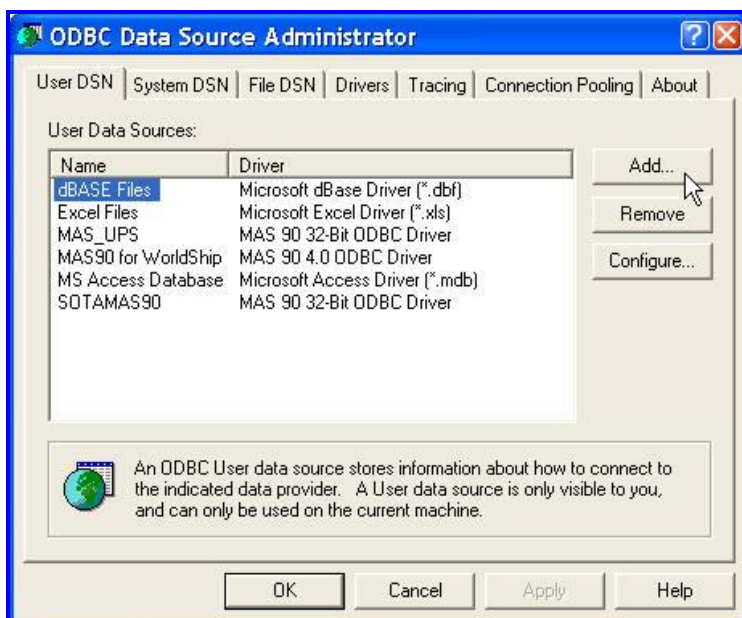 ODBC Data Source Administrator
User DSN System DSN File DSN Drivers Tracing Connection Pooling About
User Data Sources:
Name Driver
dBASE Files Microsoft dBase Driver (*.dbf)
Excel Files Microsoft Excel Driver (*.xls)
MAS_UPS MAS 90 32-Bit ODBC Driver
MAS90 for WorldShip MAS 90 4.0 ODBC Driver
MS Access Database Microsoft Access Driver (*.mdb)
SOTAMAS90 MAS 90 32-Bit ODBC Driver
Add...
Remove
Configure...
An ODBC User data source stores information about how to connect to
the indicated data provider. A User data source is only visible to you,
and can only be used on the current machine.
OK Cancel Apply Help